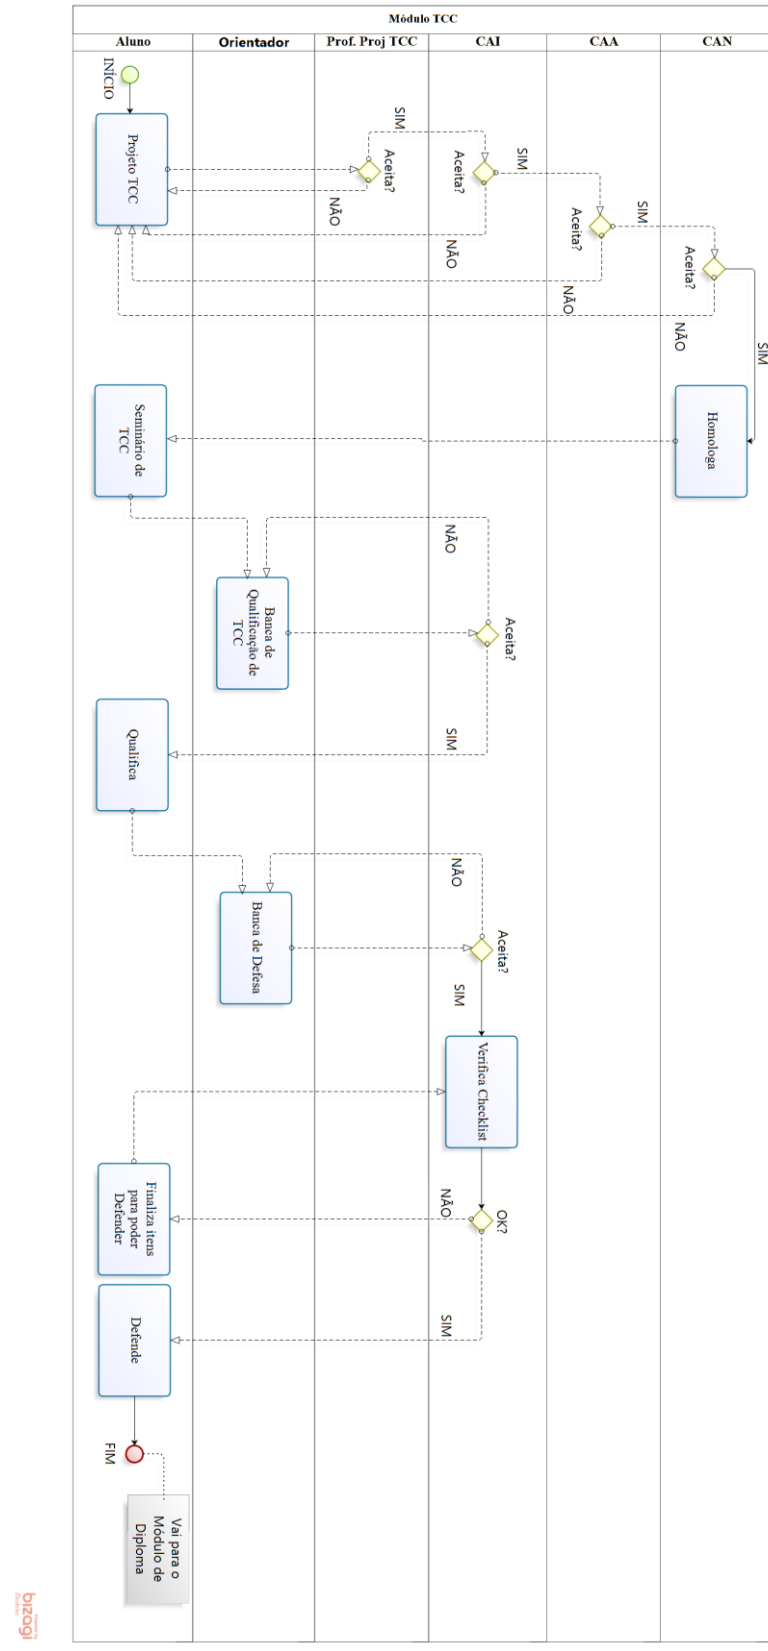 Módulo TCC
Aluno
Orientador
Prof. Proj TCC
CAI
CAA
CAN
INÍCIO
Projeto TCC
Aceita?
SIM
NÃO
Aceita?
SIM
NÃO
Aceita?
SIM
NÃO
Aceita?
SIM
NÃO
Homologa
Seminário de
TCC
Banca de
Qualificação de
TCC
Aceita?
NÃO
SIM
Qualifica
Banca de Defesa
Aceita?
NÃO
SIM
Verifica Checklist
OK?
NÃO
SIM
Finaliza itens
para poder
Defender
Defende
FIM
Vai para o
Módulo de
Diploma
bizagi